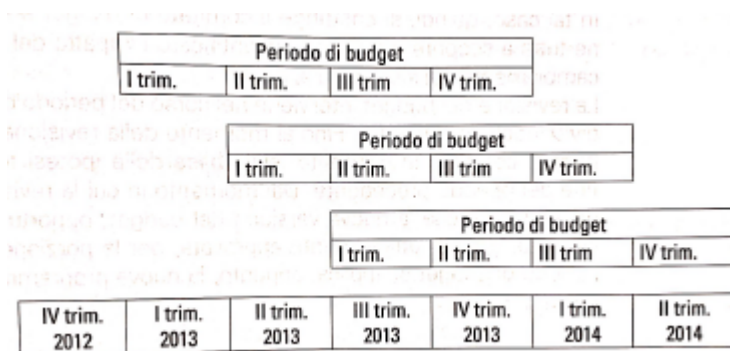 Periodo di budget
I trim. II trim. III trim IV trim.
Periodo di budget
I trim. II trim. III trim IV trim.
Periodo di budget
I trim. II trim. III trim IV trim.
IV trim. I trim. II trim. III trim. IV trim. I trim. II trim.
2012 2013 2013 2013 2013 2014 2014